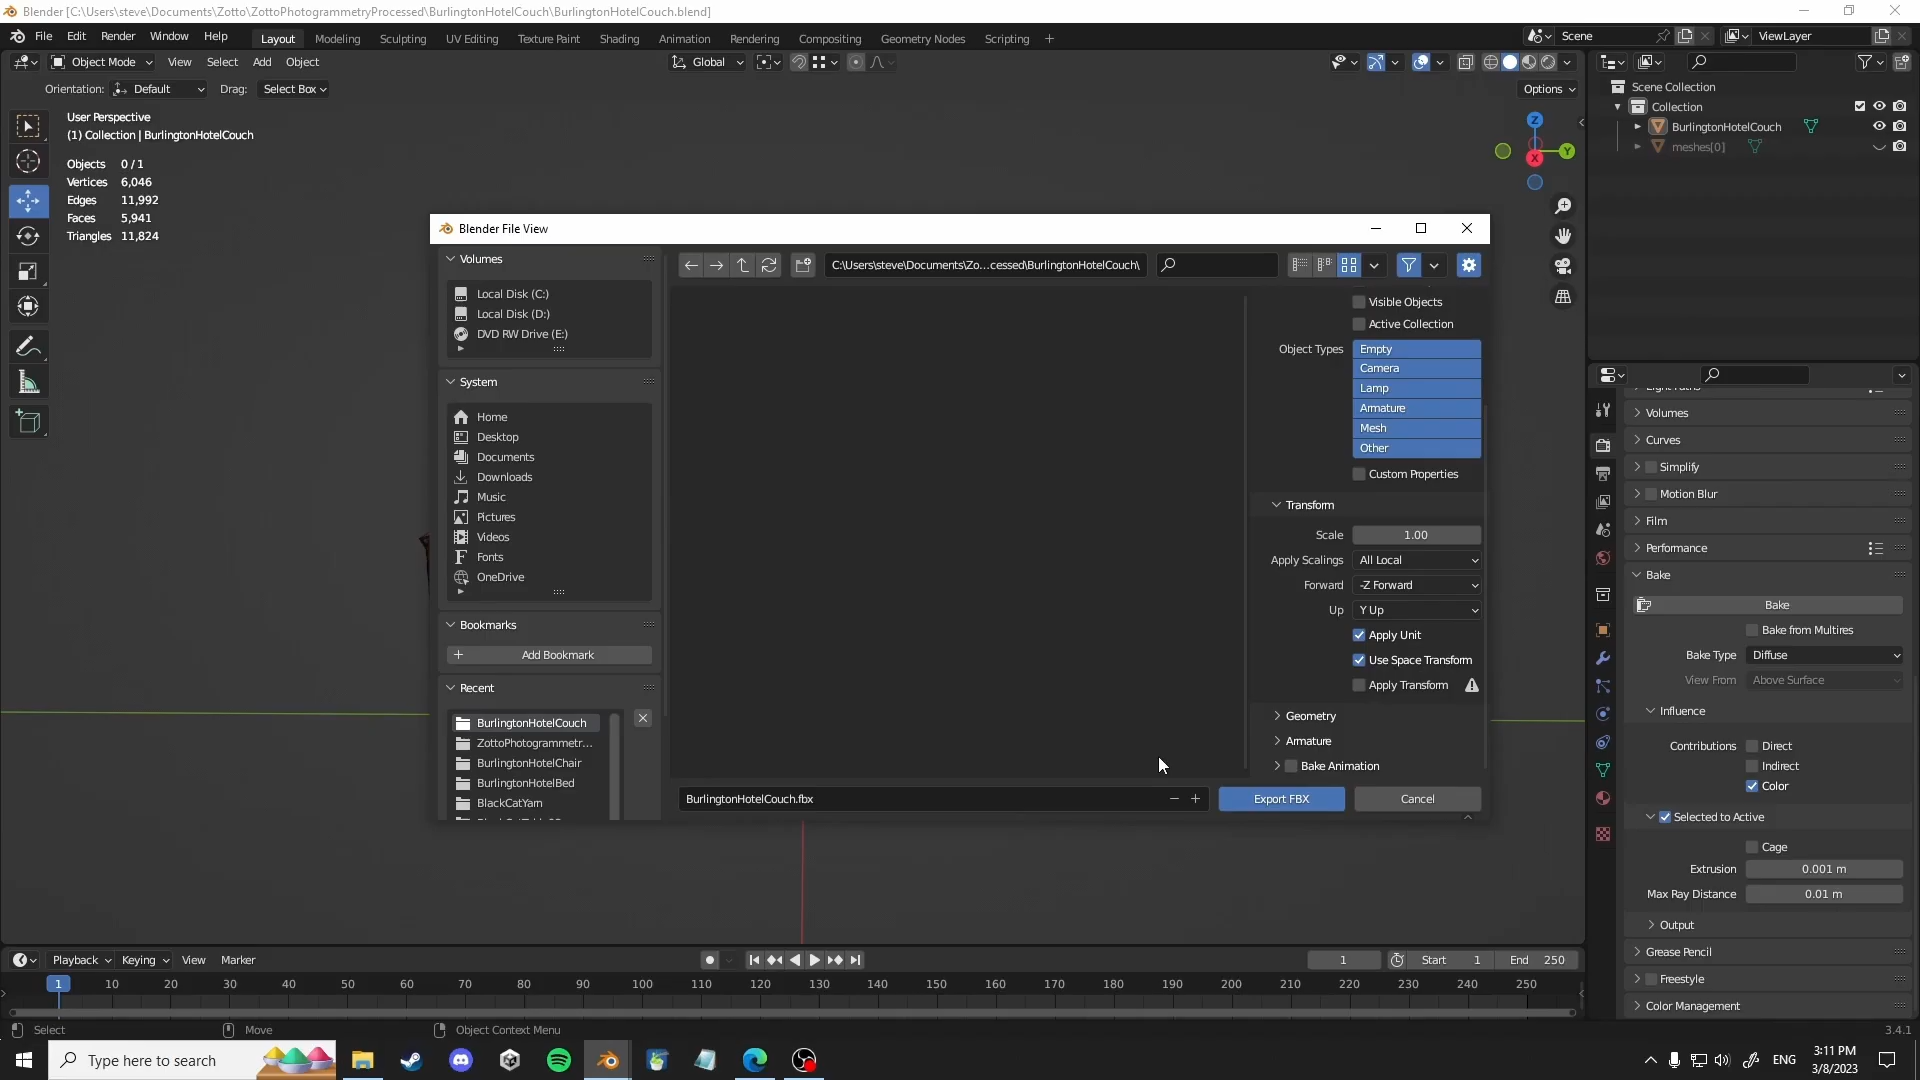 Blender [C:\Users\steve\Documents\Zotto\ZottoPhotogrammetryProcessed\BurlingtonHotelCouch\BurlingtonHotelCouch.blend]
File Edit Render Window Help Layout Modeling Sculpting UV Editing Texture Paint Shading Animation Rendering Compositing Geometry Nodes Scripting + Scene ViewLayer
Object Mode View Select Add Object Global
Orientation: Default Drag: Select Box Options
User Perspective
(1) Collection | BurlingtonHotelCouch
Objects 0/1
Vertices 6,046
Edges 11,992
Faces 5,941
Triangles 11,824
Z
Y
X
Scene Collection
Collection
BurlingtonHotelCouch
meshes[0]
Blender File View
Volumes
Local Disk (C:)
Local Disk (D:)
DVD RW Drive (E:)
System
Home
Desktop
Documents
Downloads
Music
Pictures
Videos
Fonts
OneDrive
Bookmarks
Add Bookmark
Recent
BurlingtonHotelCouch
ZottoPhotogrammetr...
BurlingtonHotelChair
BurlingtonHotelBed
BlackCatYarn
C:\Users\steve\Documents\Zo...cessed\BurlingtonHotelCouch\
Visible Objects
Active Collection
Object Types Empty
Camera
Lamp
Armature
Mesh
Other
Custom Properties
Transform
Scale 1.00
Apply Scalings All Local
Forward -Z Forward
Up Y Up
Apply Unit
Use Space Transform
Apply Transform
Geometry
Armature
Bake Animation
BurlingtonHotelCouch.fbx
Export FBX Cancel
Volumes
Curves
Simplify
Motion Blur
Film
Performance
Bake
Bake
Bake from Multires
Bake Type Diffuse
View From Above Surface
Influence
Contributions Direct
Indirect
Color
Selected to Active
Cage
Extrusion 0.001 m
Max Ray Distance 0.01 m
Output
Grease Pencil
Freestyle
Color Management
Playback Keying View Marker 1 Start 1 End 250
1 10 20 30 40 50 60 70 80 90 100 110 120 130 140 150 160 170 180 190 200 210 220 230 240 250
Select Move Object Context Menu 3.4.1
Type here to search ENG 3:11 PM
3/8/2023